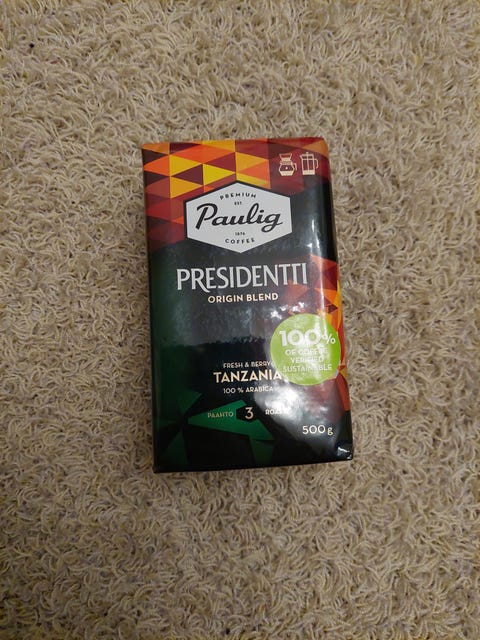 PREMIUM
EST.
Paulig
1876
COFFEE
PRESIDENTTI
ORIGIN BLEND
100%
OF COFFEE
VERIFIED
SUSTAINABLE
FRESH & BERRY
TANZANIA
100 % ARABICA
PAAHTO 3 ROAST
500 g